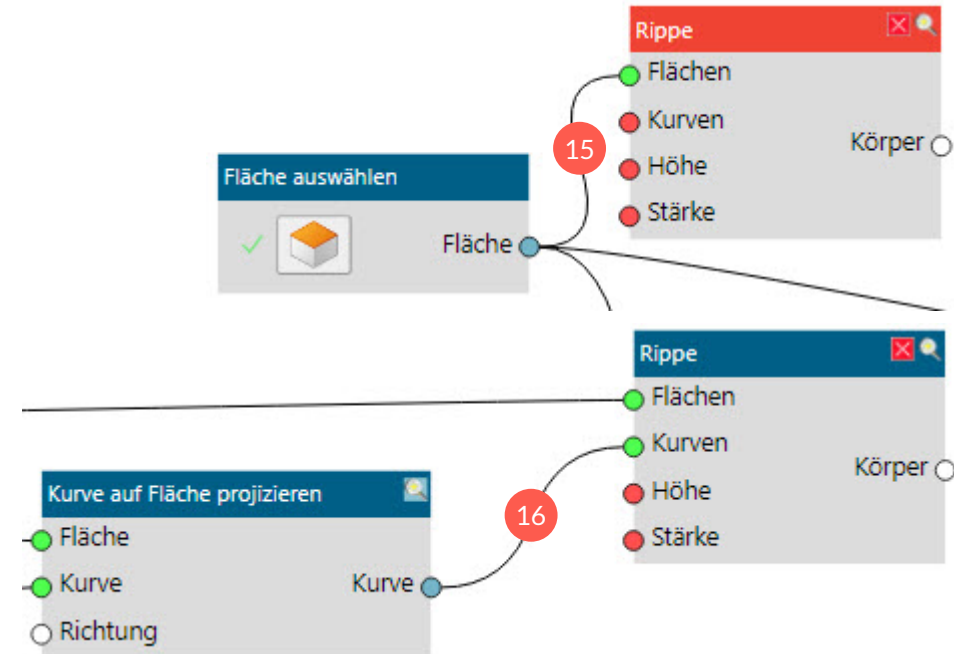 Rippe
Flächen
Kurven
Körper
Höhe
Stärke
15
Fläche auswählen
Fläche
Rippe
Flächen
Kurven
Körper
Höhe
Stärke
16
Kurve auf Fläche projizieren
Fläche
Kurve Kurve
Richtung